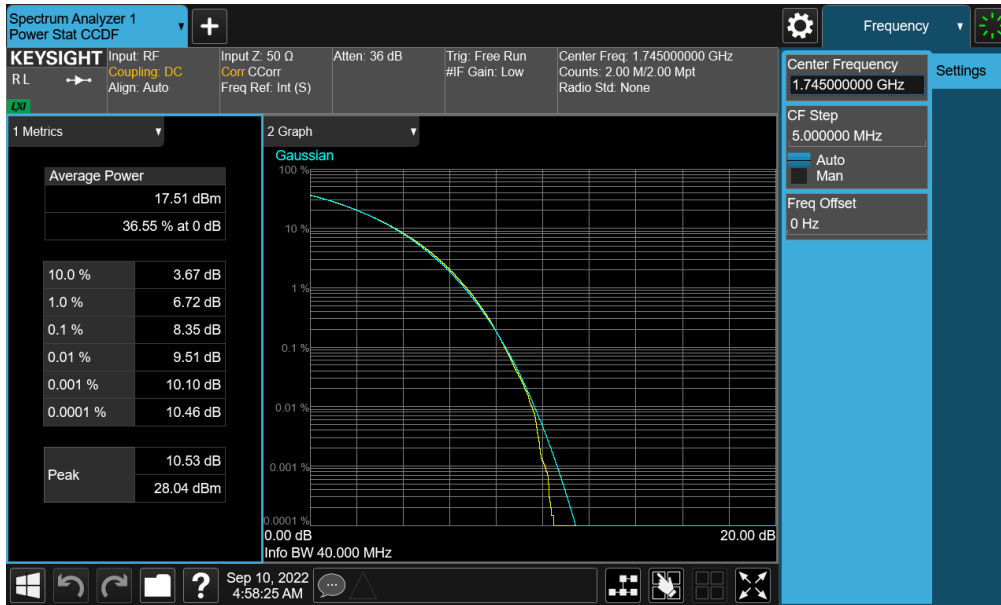 Spectrum Analyzer 1
Power Stat CCDF
Frequency
KEYSIGHT
R L
LXI
Input: RF
Coupling: DC
Align: Auto
Input Z: 50 Ω
Corr CCorr
Freq Ref: Int (S)
Atten: 36 dB
Trig: Free Run
#IF Gain: Low
Center Freq: 1.745000000 GHz
Counts: 2.00 M/2.00 Mpt
Radio Std: None
Center Frequency
1.745000000 GHz
Settings
CF Step
5.000000 MHz
Auto
Man
Freq Offset
0 Hz
1 Metrics
Average Power
17.51 dBm
36.55 % at 0 dB
10.0 % 3.67 dB
1.0 % 6.72 dB
0.1 % 8.35 dB
0.01 % 9.51 dB
0.001 % 10.10 dB
0.0001 % 10.46 dB
Peak
10.53 dB
28.04 dBm
2 Graph
Gaussian
100 %
10 %
1 %
0.1 %
0.01 %
0.001 %
0.0001 %
0.00 dB
20.00 dB
Info BW 40.000 MHz
?
Sep 10, 2022
4:58:25 AM